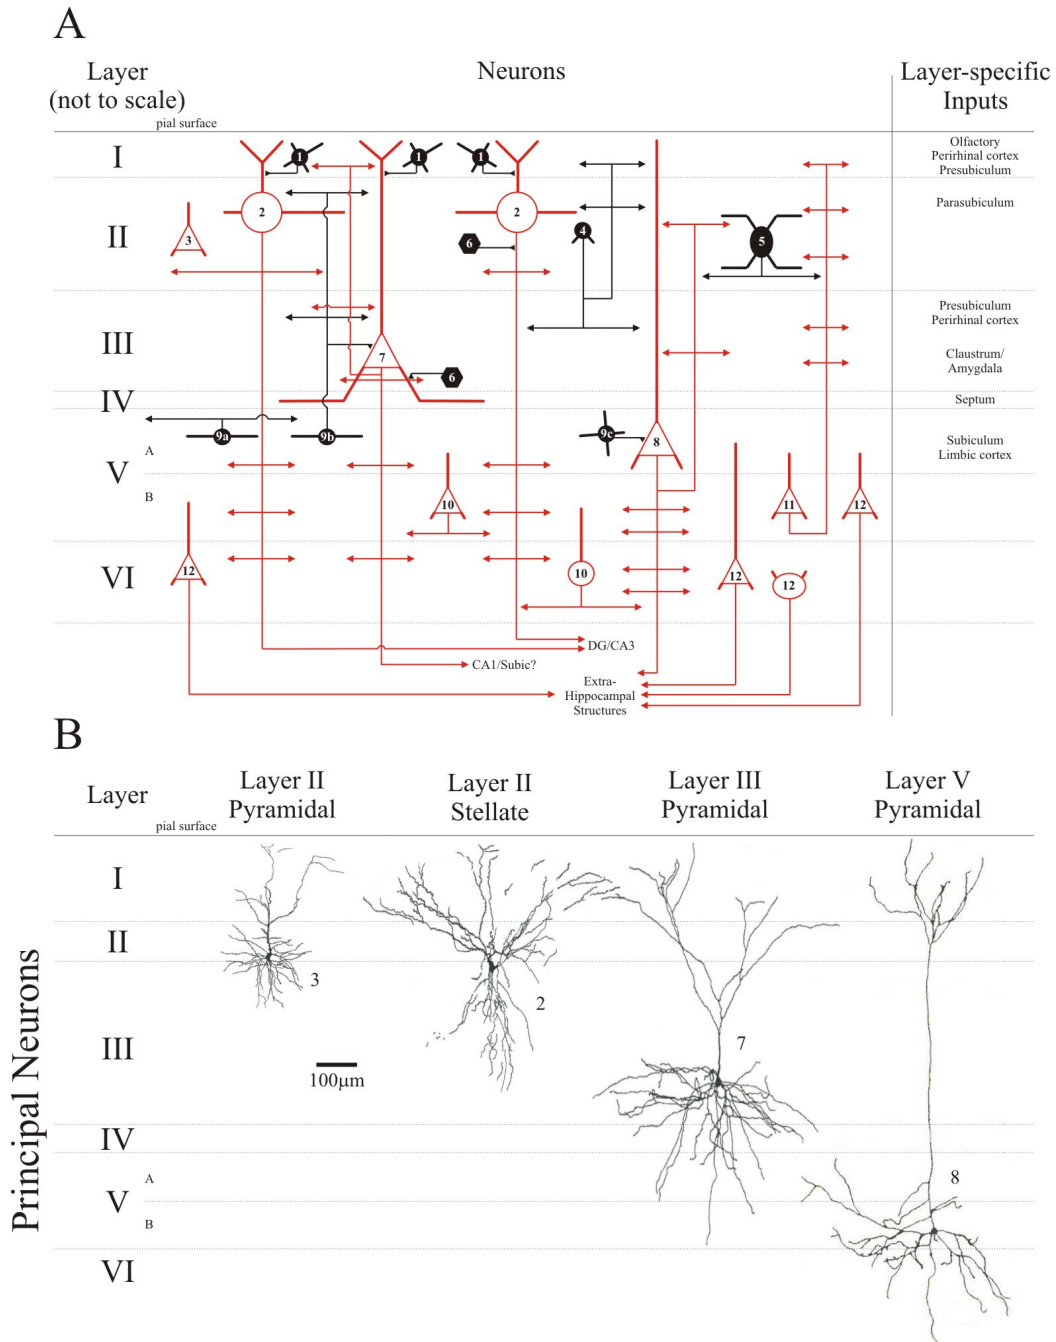 A
Layer
(not to scale)
Neurons
Layer-specific
Inputs
pial surface
I
1
1
1
Olfactory
Perirhinal cortex
Presubiculum
II
2
2
3
4
5
6
Parasubiculum
III
7
6
Presubiculum
Perirhinal cortex
Claustrum/
Amygdala
IV
Septum
9a
9b
9c
8
A
V
B
Subiculum
Limbic cortex
10
11
12
VI
12
10
12
12
DG/CA3
CA1/Subic?
Extra-
Hippocampal
Structures
B
Layer
Layer II
Pyramidal
Layer II
Stellate
Layer III
Pyramidal
Layer V
Pyramidal
pial surface
Principal Neurons
I
II
3
2
III
7
100µm
IV
A
V
B
8
VI